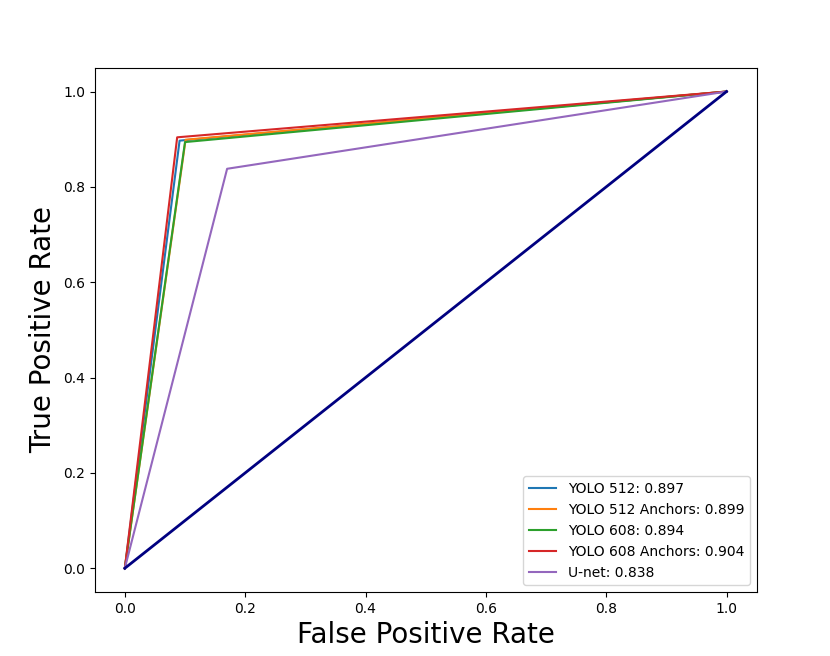 1.0
0.8
0.6
0.4
0.2
0.0
True Positive Rate
YOLO 512: 0.897
YOLO 512 Anchors: 0.899
YOLO 608: 0.894
YOLO 608 Anchors: 0.904
U-net: 0.838
0.0 0.2 0.4 0.6 0.8 1.0
False Positive Rate